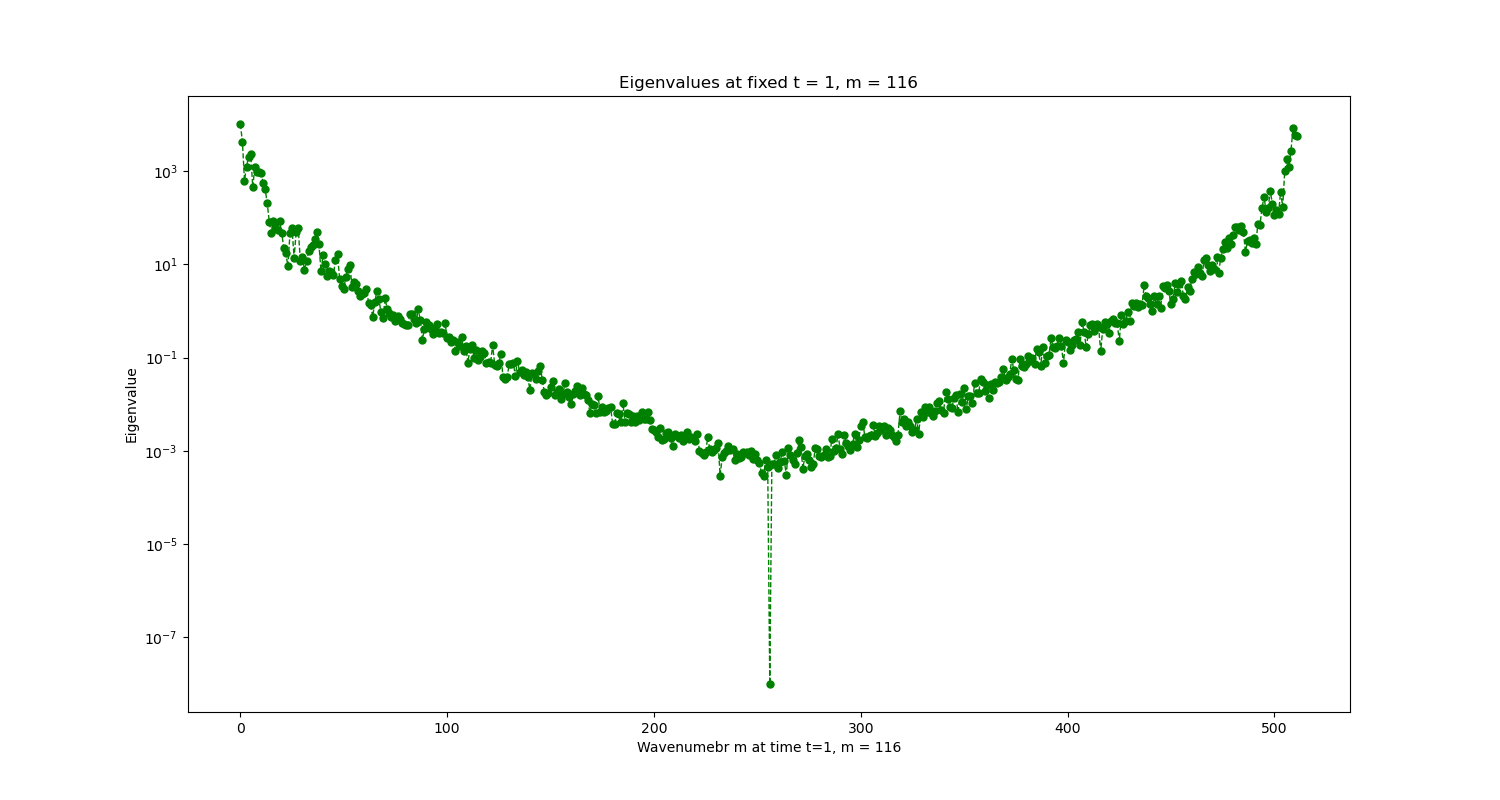 Eigenvalues at fixed t = 1, m = 116
Eigenvalue
10^3
10^1
10^−1
10^−3
10^−5
10^−7
0 100 200 300 400 500
Wavenumebr m at time t=1, m = 116